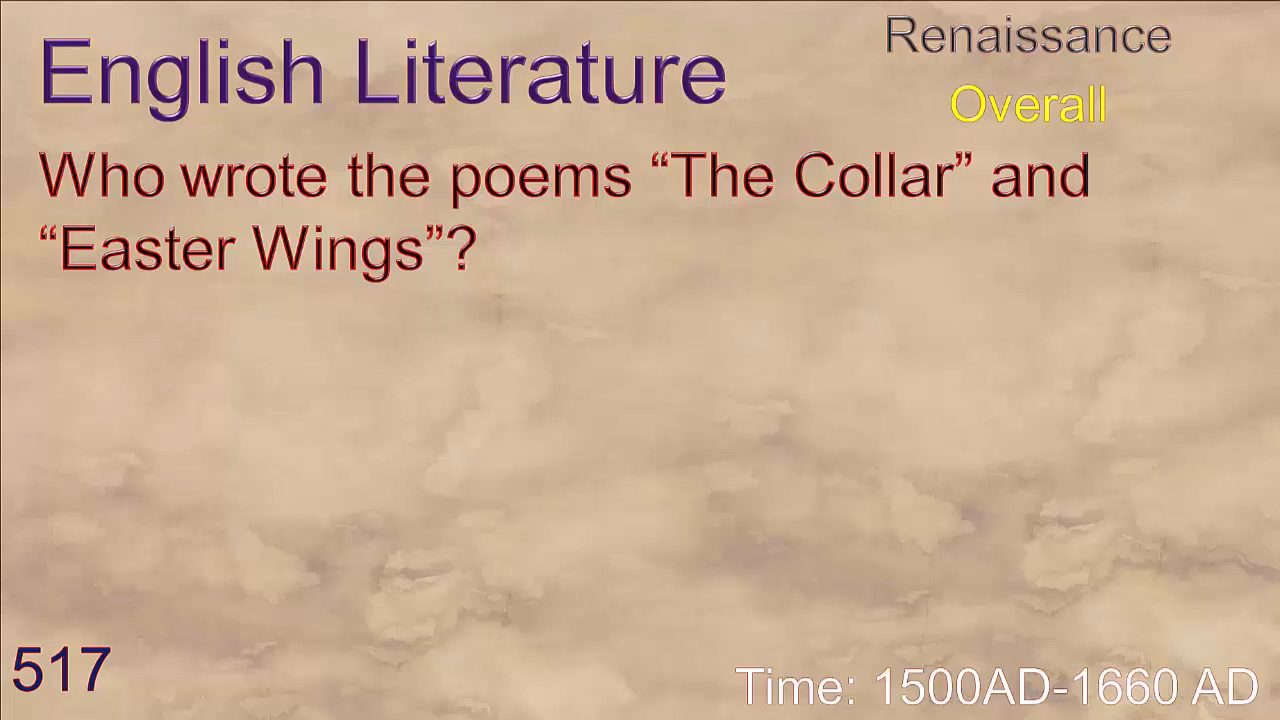 English Literature
Renaissance
Overall
Who wrote the poems “The Collar” and
“Easter Wings”?
517
Time: 1500AD-1660 AD